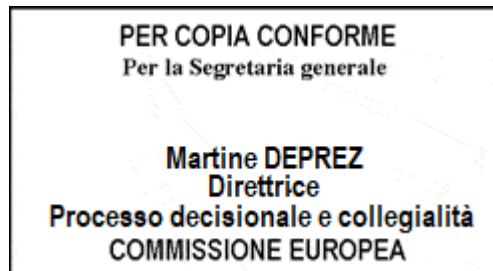 PER COPIA CONFORME
Per la Segretaria generale
Martine DEPREZ
Direttrice
Processo decisionale e collegialità
COMMISSIONE EUROPEA